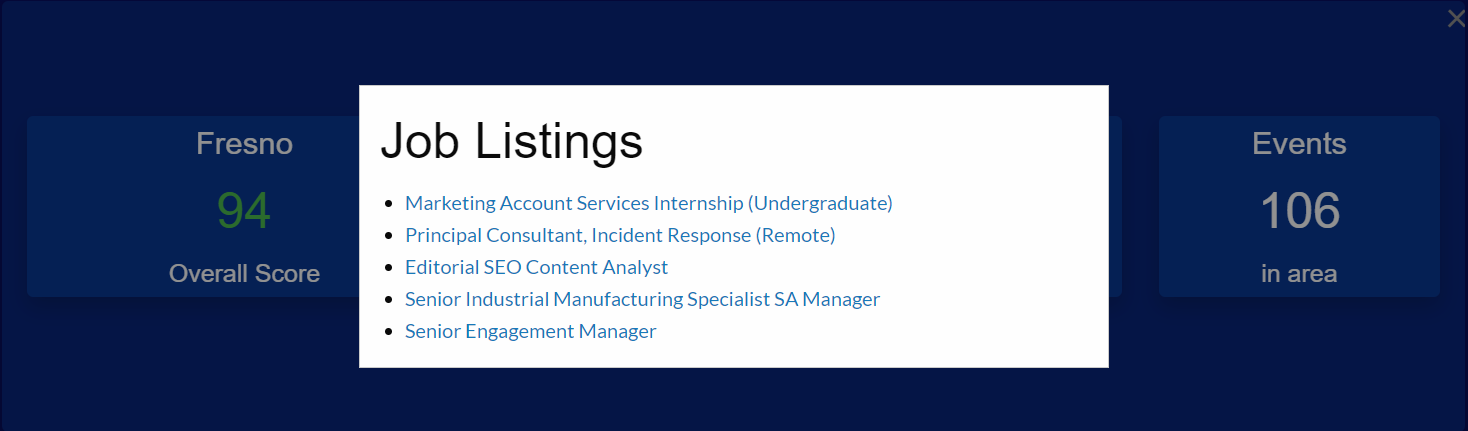 Fresno
94
Overall Score
Job Listings
Marketing Account Services Internship (Undergraduate)
Principal Consultant, Incident Response (Remote)
Editorial SEO Content Analyst
Senior Industrial Manufacturing Specialist SA Manager
Senior Engagement Manager
Events
106
in area